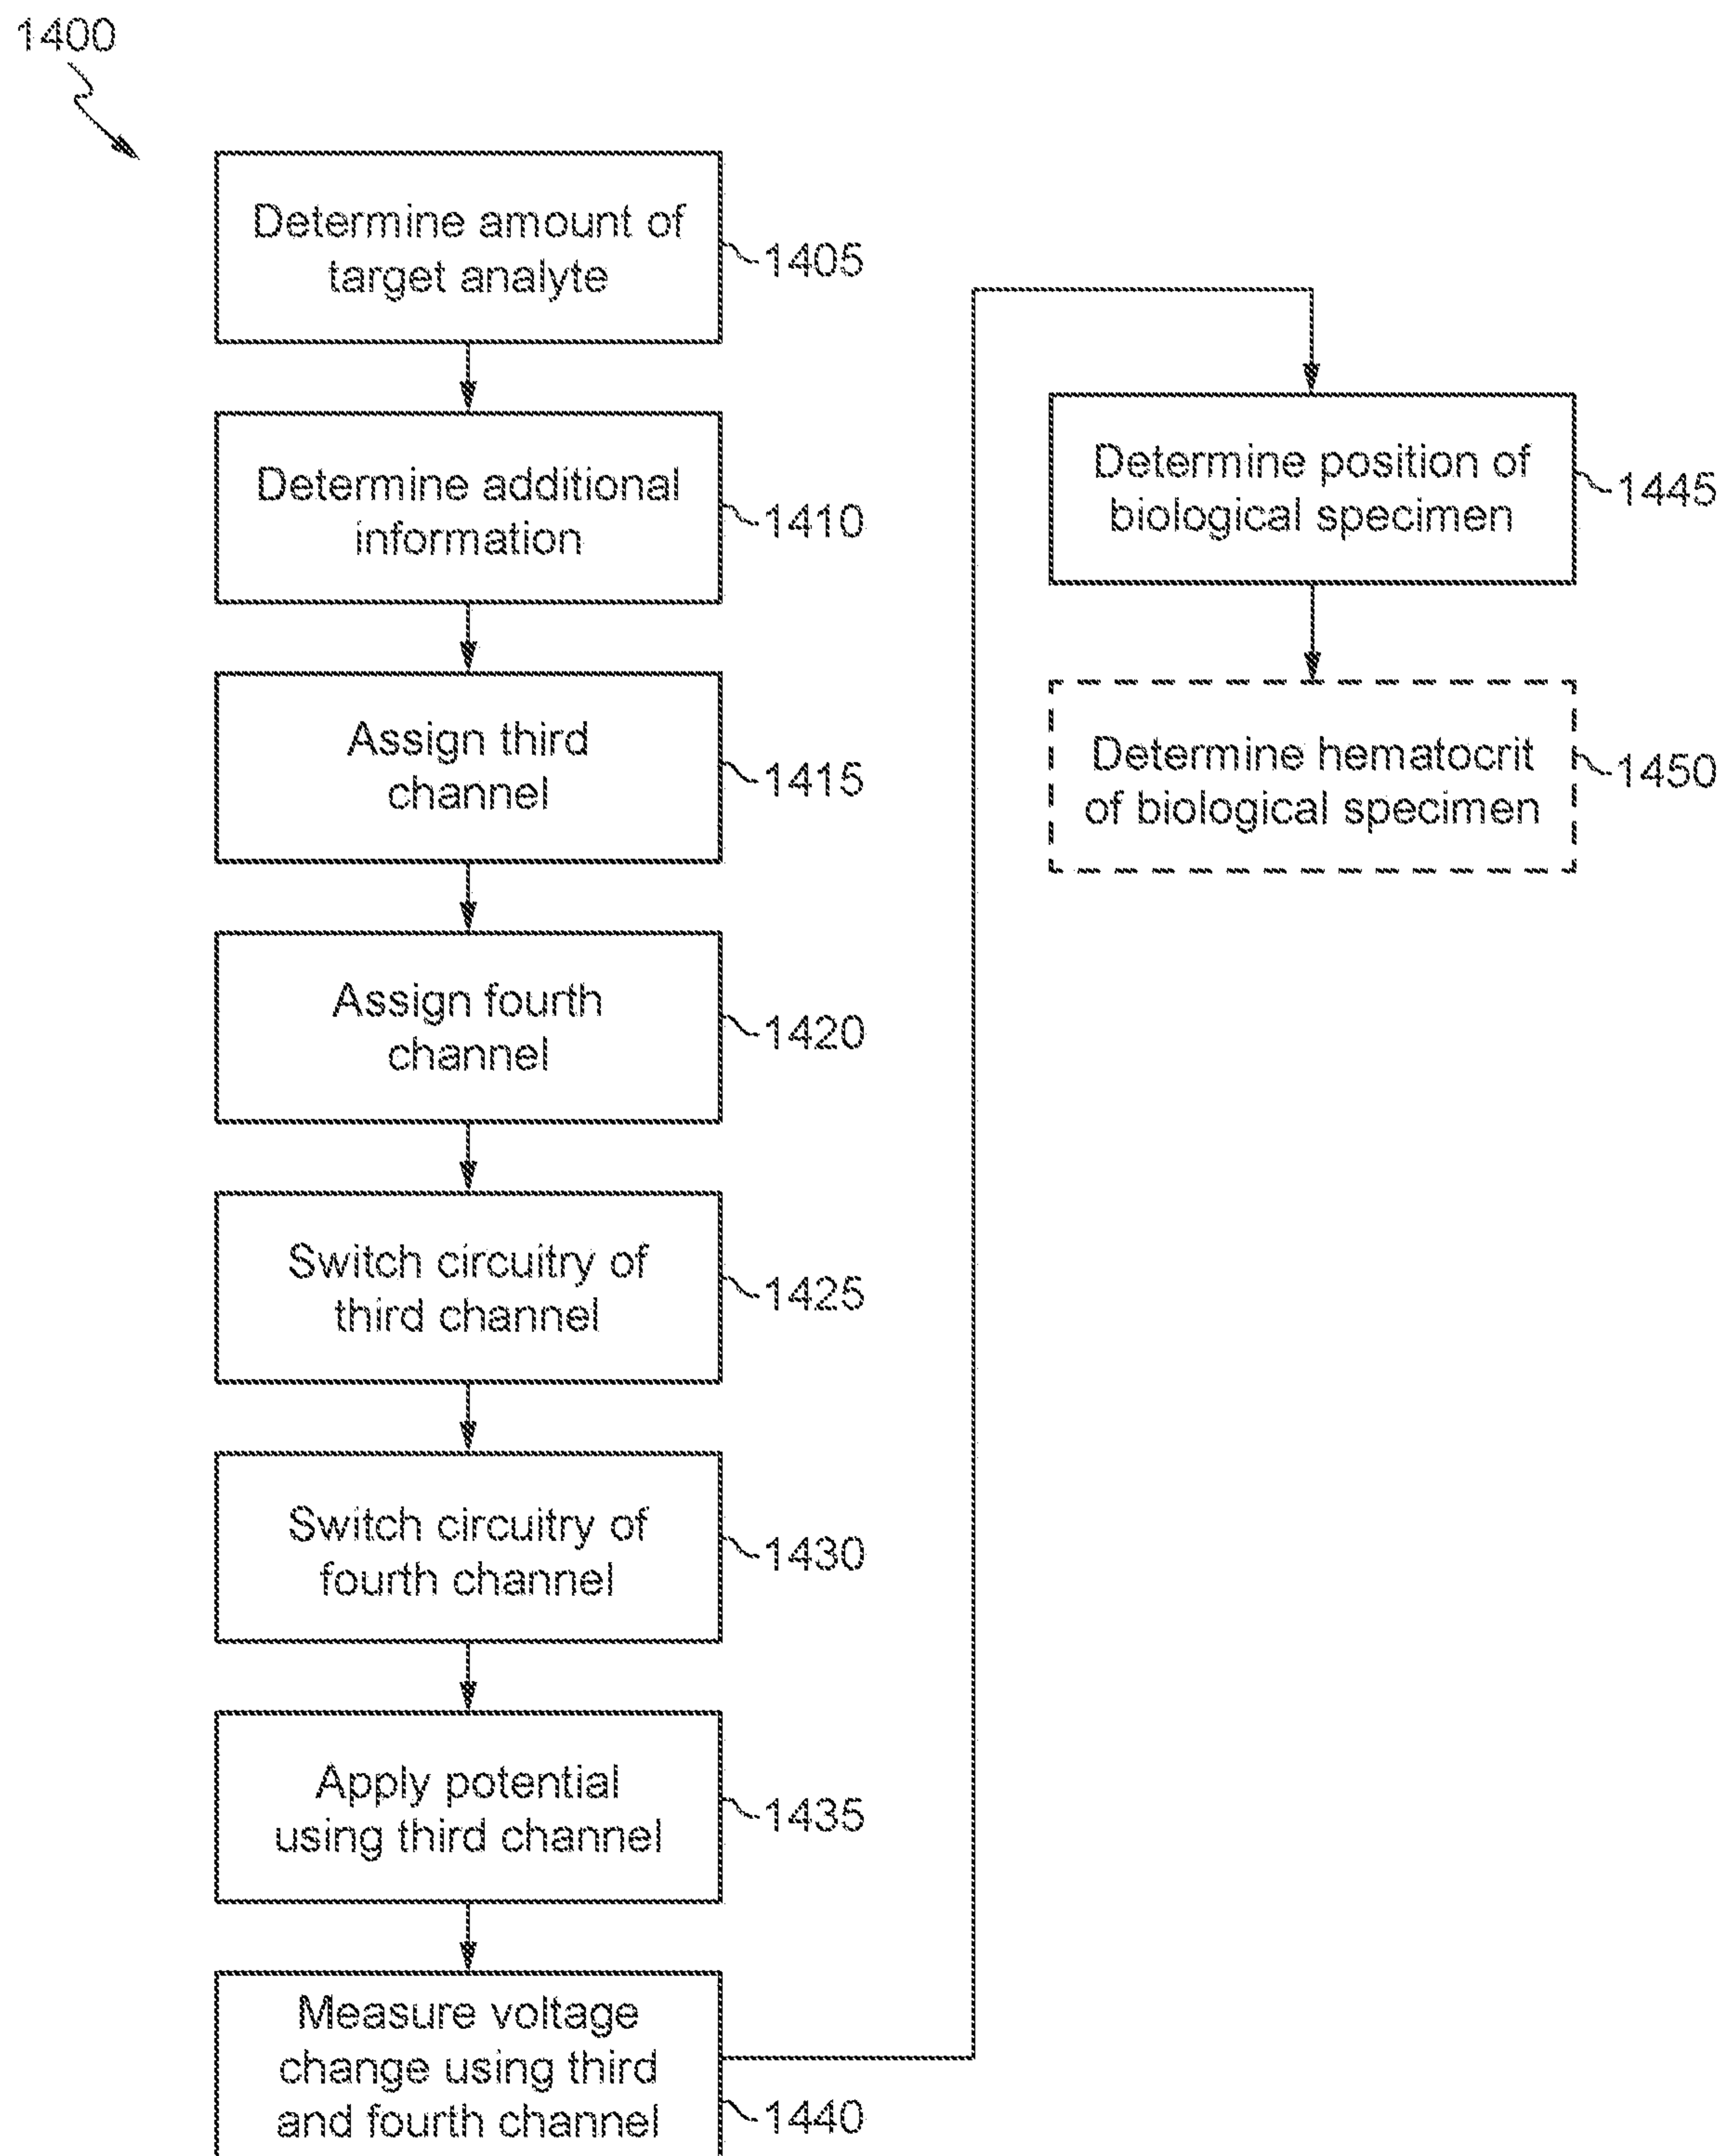 1400
Determine amount of
target analyte
1405
Determine additional
information
1410
Assign third
channel
1415
Assign fourth
channel
1420
Switch circuitry of
third channel
1425
Switch circuitry of
fourth channel
1430
Apply potential
using third channel
1435
Measure voltage
change using third
and fourth channel
1440
Determine position of
biological specimen
1445
Determine hematocrit
of biological specimen
1450